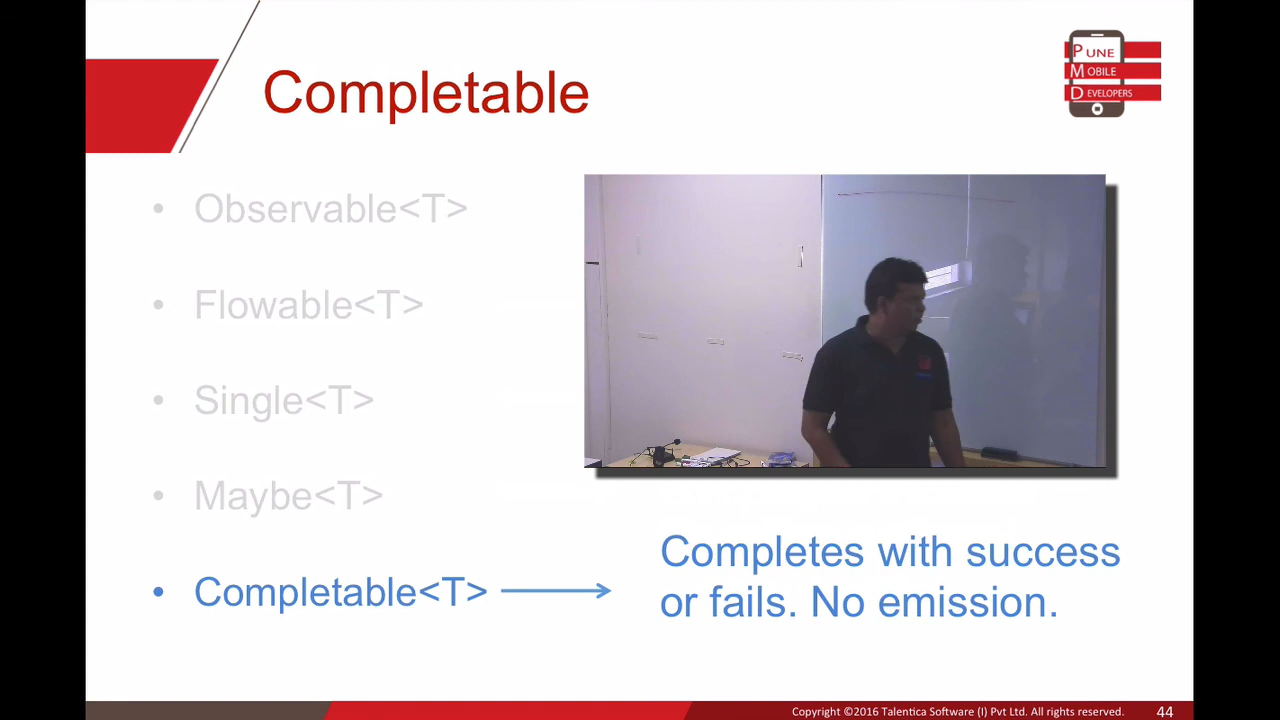 Completable
PUNE
MOBILE
DEVELOPERS
• Observable<T>
• Flowable<T>
• Single<T>
• Maybe<T>
• Completable<T>
Completes with success
or fails. No emission.
Copyright ©2016 Talentica Software (I) Pvt Ltd. All rights reserved.
44